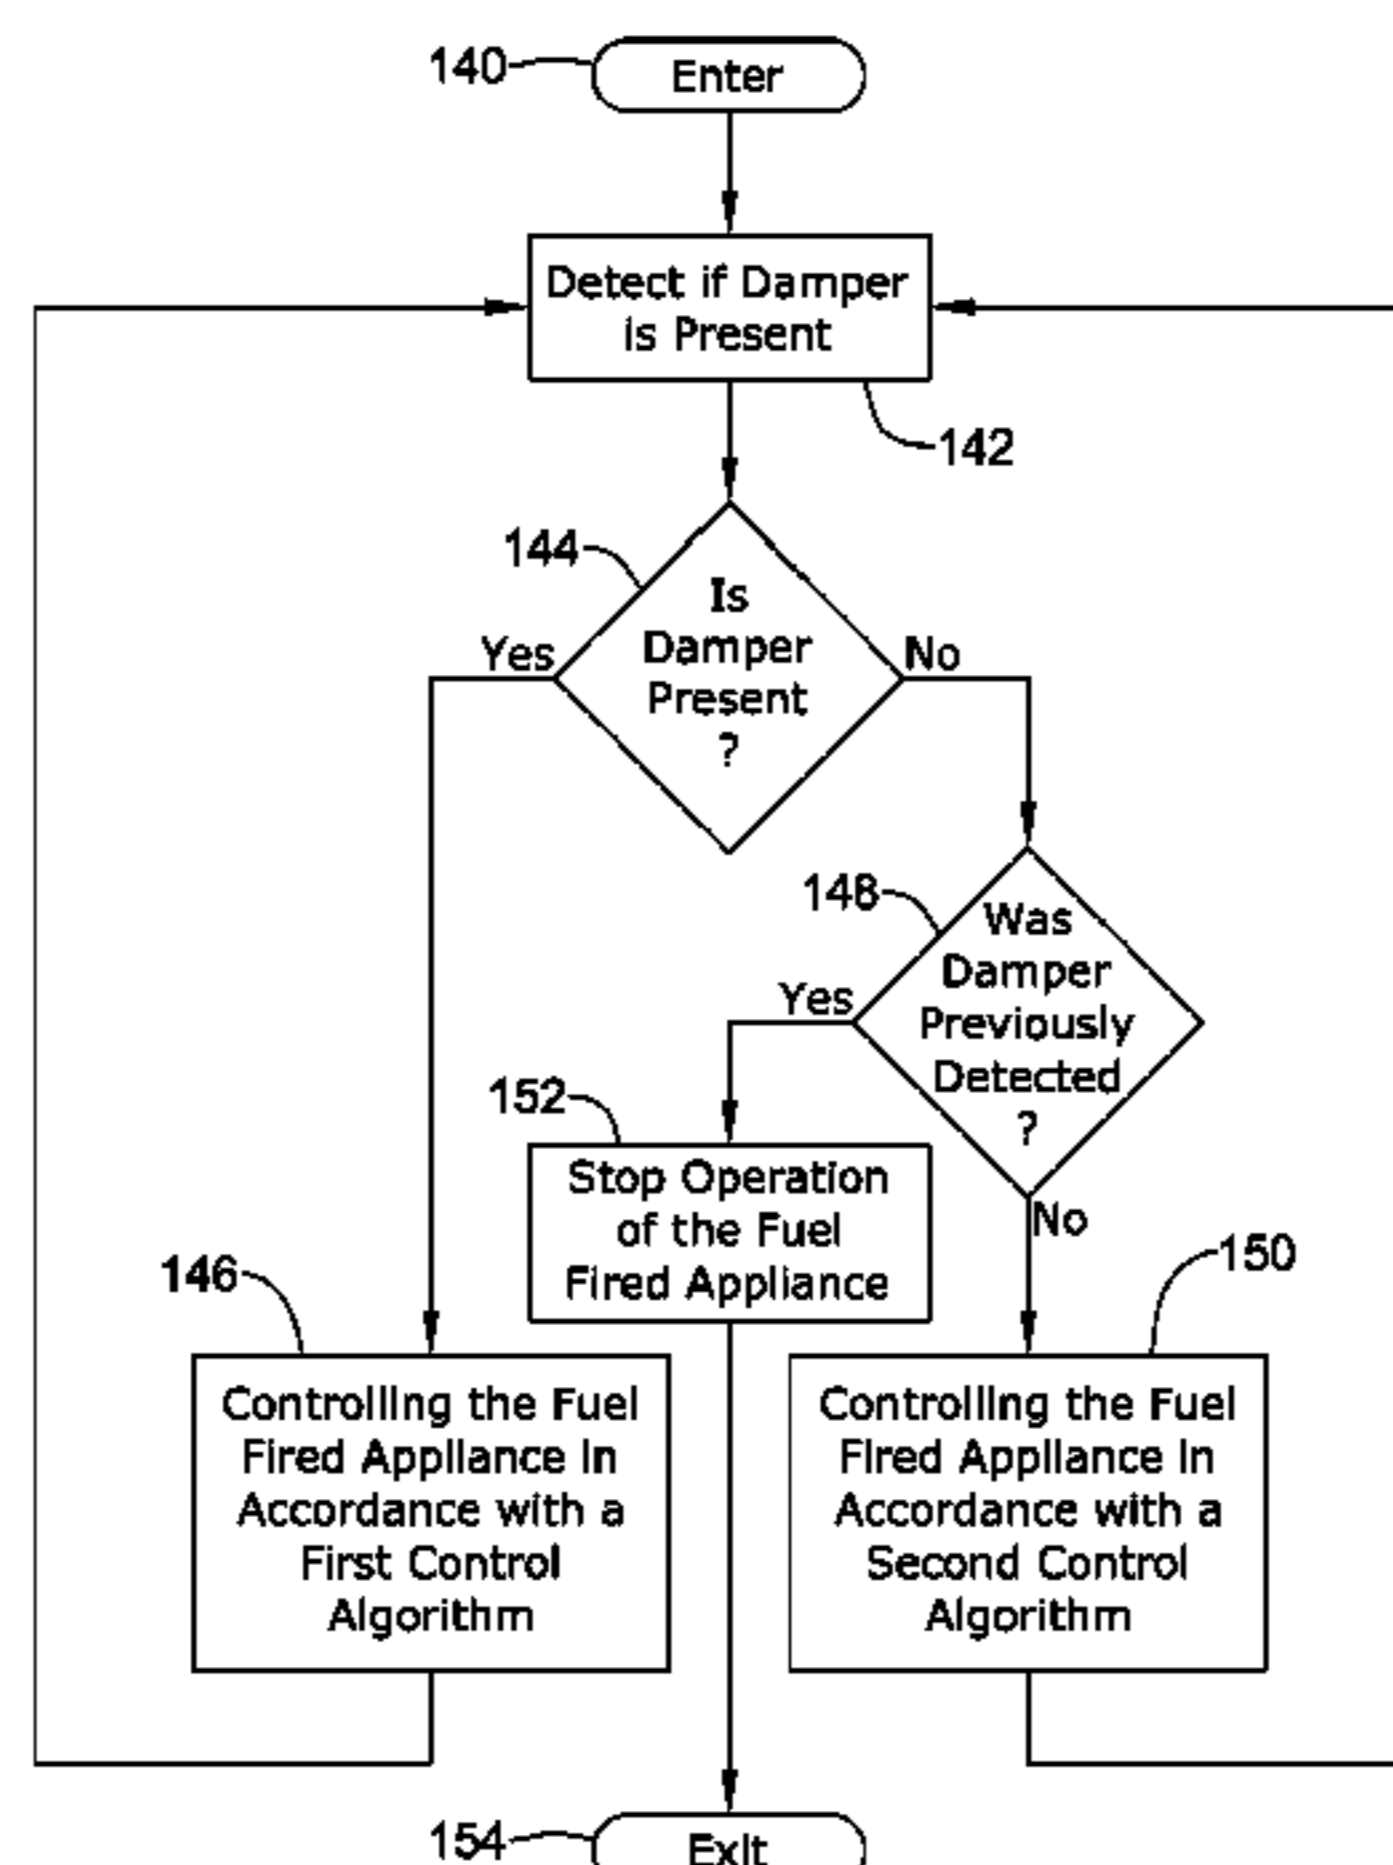 140
Enter
Detect if Damper
is Present
142
144
Is
Damper
Present
?
Yes
No
148
Was
Damper
Previously
Detected
?
Yes
No
152
Stop Operation
of the Fuel
Fired Appliance
146
Controlling the Fuel
Fired Appliance in
Accordance with a
First Control
Algorithm
150
Controlling the Fuel
Fired Appliance in
Accordance with a
Second Control
Algorithm
154
Exit